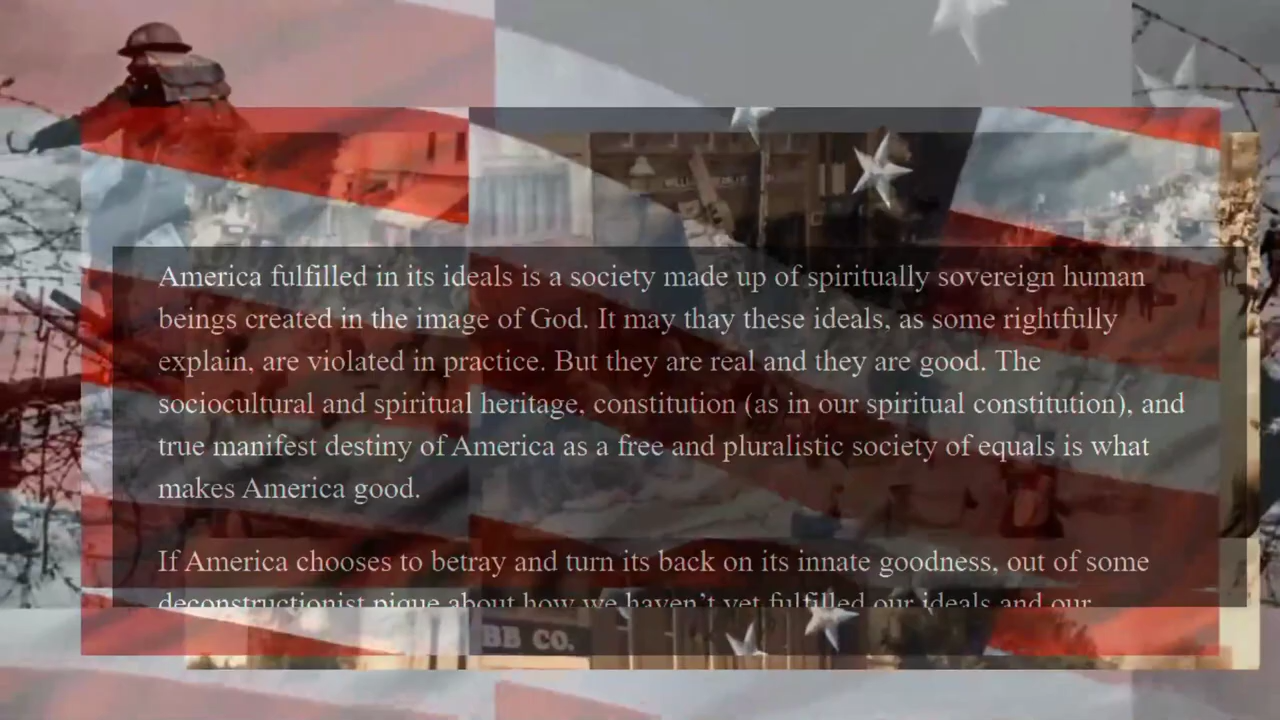 America fulfilled in its ideals is a society made up of spiritually sovereign human
beings created in the image of God. It may thay these ideals, as some rightfully
explain, are violated in practice. But they are real and they are good. The
sociocultural and spiritual heritage, constitution (as in our spiritual constitution), and
true manifest destiny of America as a free and pluralistic society of equals is what
makes America good.
If America chooses to betray and turn its back on its innate goodness, out of some
deconstructionist pique about how we haven't yet fulfilled our ideals and our
BB CO.